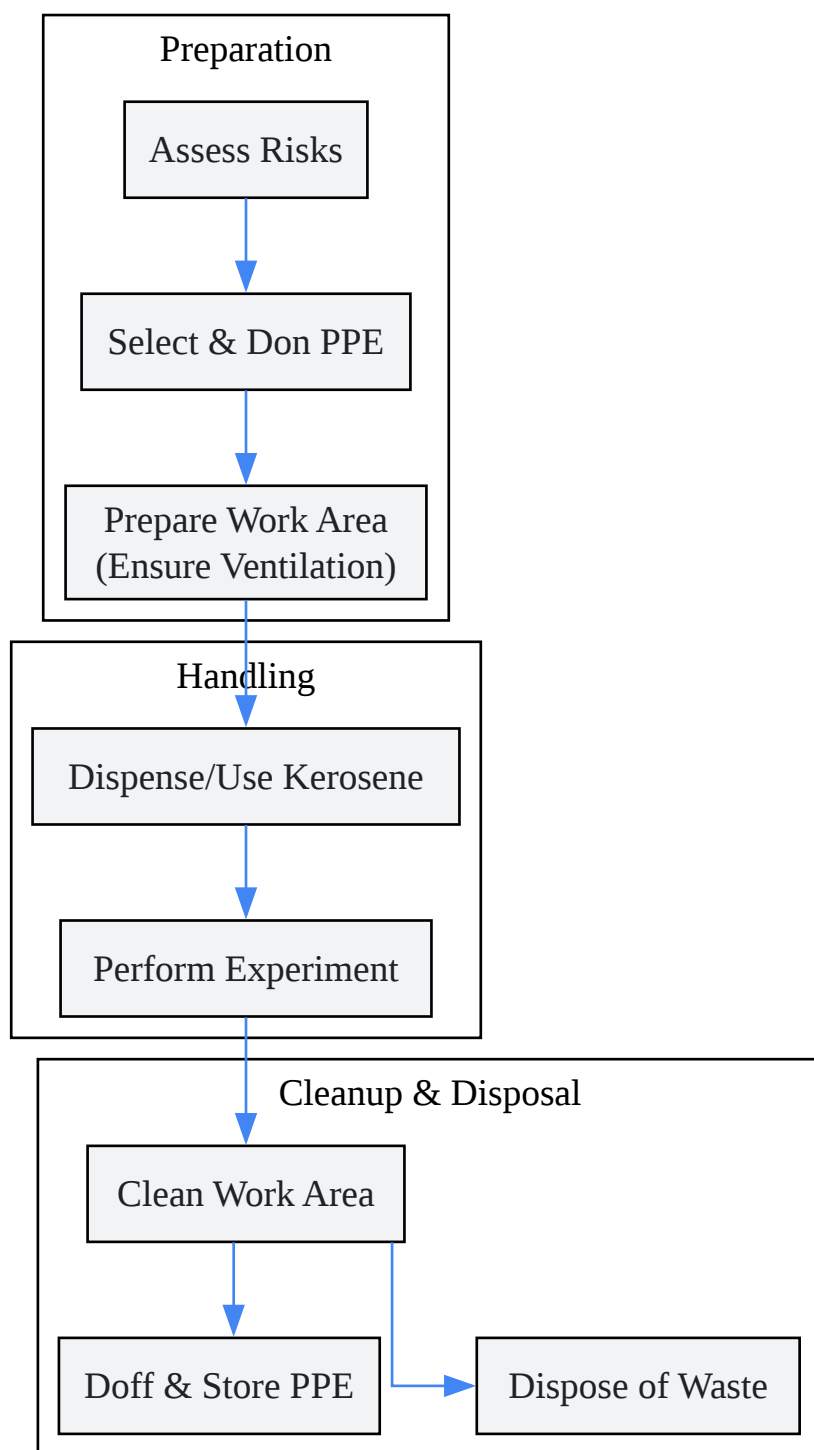 Preparation
Assess Risks
Select & Don PPE
Prepare Work Area
(Ensure Ventilation)
Handling
Dispense/Use Kerosene
Perform Experiment
Cleanup & Disposal
Clean Work Area
Doff & Store PPE
Dispose of Waste